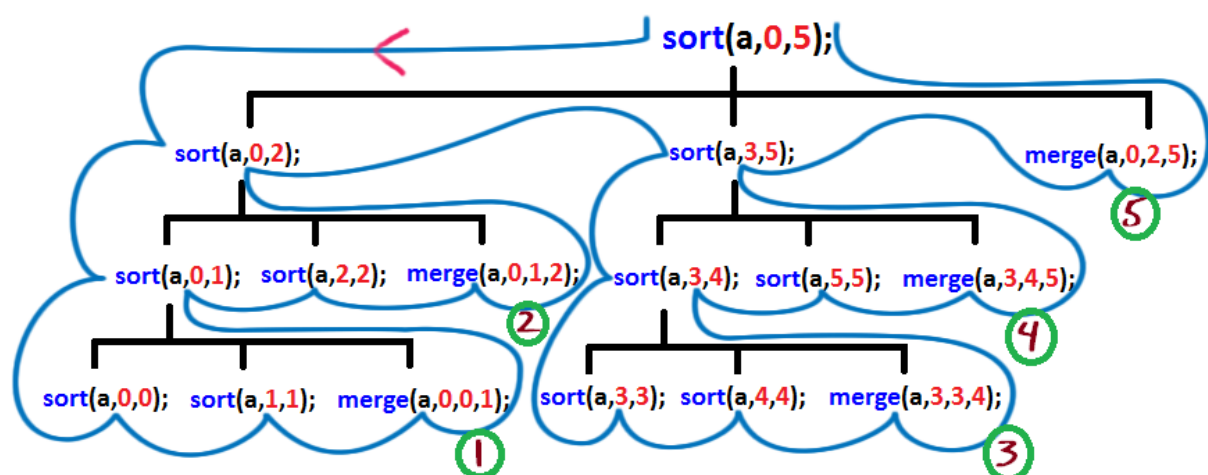 sort(a,0,5);
sort(a,0,2); sort(a,3,5); merge(a,0,2,5);
5
sort(a,0,1); sort(a,2,2); merge(a,0,1,2); sort(a,3,4); sort(a,5,5); merge(a,3,4,5);
2 4
sort(a,0,0); sort(a,1,1); merge(a,0,0,1); sort(a,3,3); sort(a,4,4); merge(a,3,3,4);
1 3